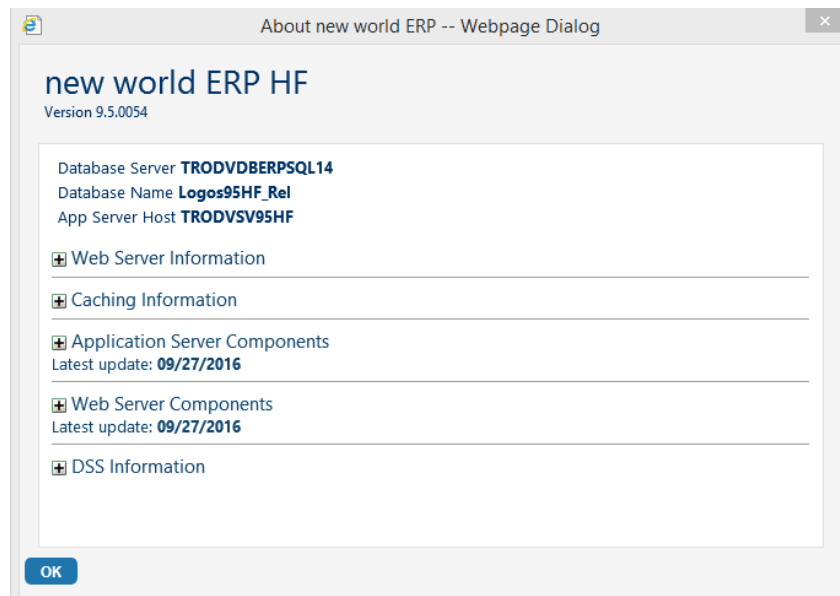 About new world ERP -- Webpage Dialog
new world ERP HF
Version 9.5.0054
Database Server TRODVDBERPSQL14
Database Name Logos95HF_Rel
App Server Host TRODVSV95HF
Web Server Information
Caching Information
Application Server Components
Latest update: 09/27/2016
Web Server Components
Latest update: 09/27/2016
DSS Information
OK